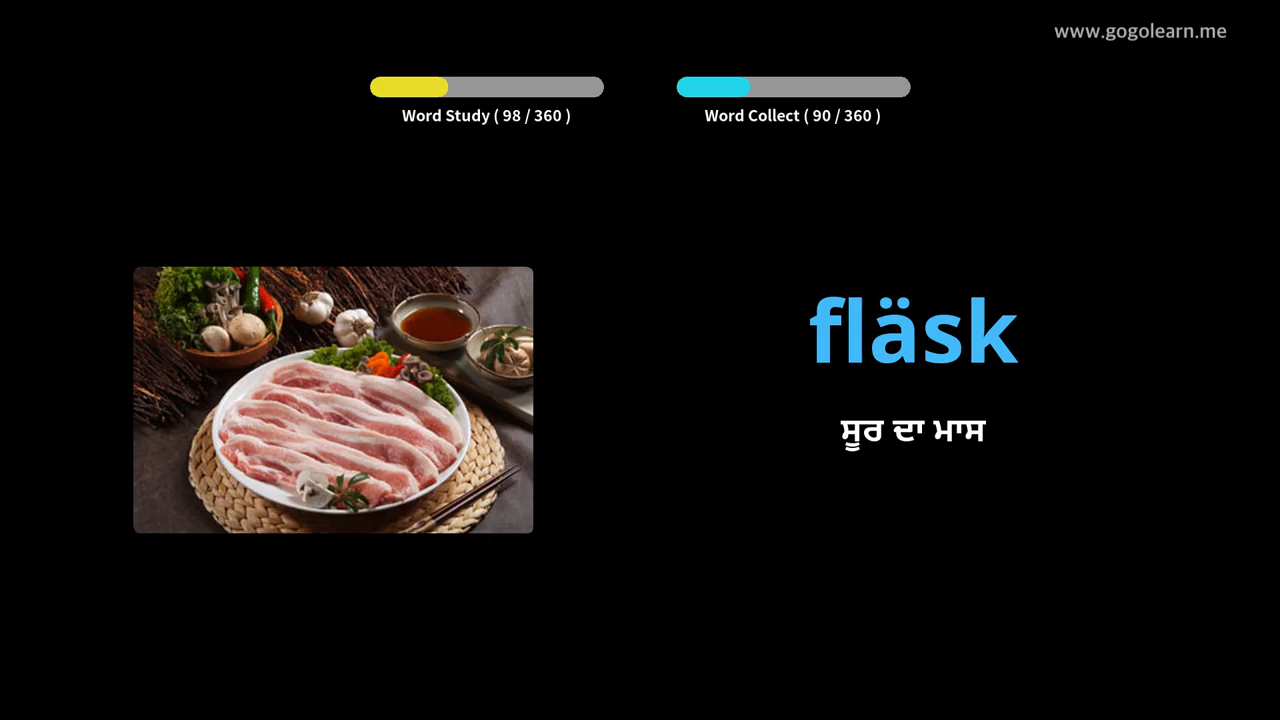 www.gogolearn.me
Word Study ( 98 / 360 )
Word Collect ( 90 / 360 )
fläsk
ਸੂਰ ਦਾ ਮਾਸ